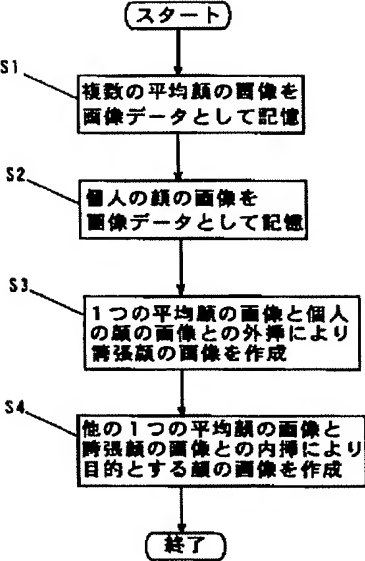 スタート
S1
複数の平均顔の画像を
画像データとして記憶
S2
個人の顔の画像を
画像データとして記憶
S3
1つの平均顔の画像と個人
の顔の画像との外挿により
誇張顔の画像を作成
S4
他の1つの平均顔の画像と
誇張顔の画像との内挿により
目的とする顔の画像を作成
終了